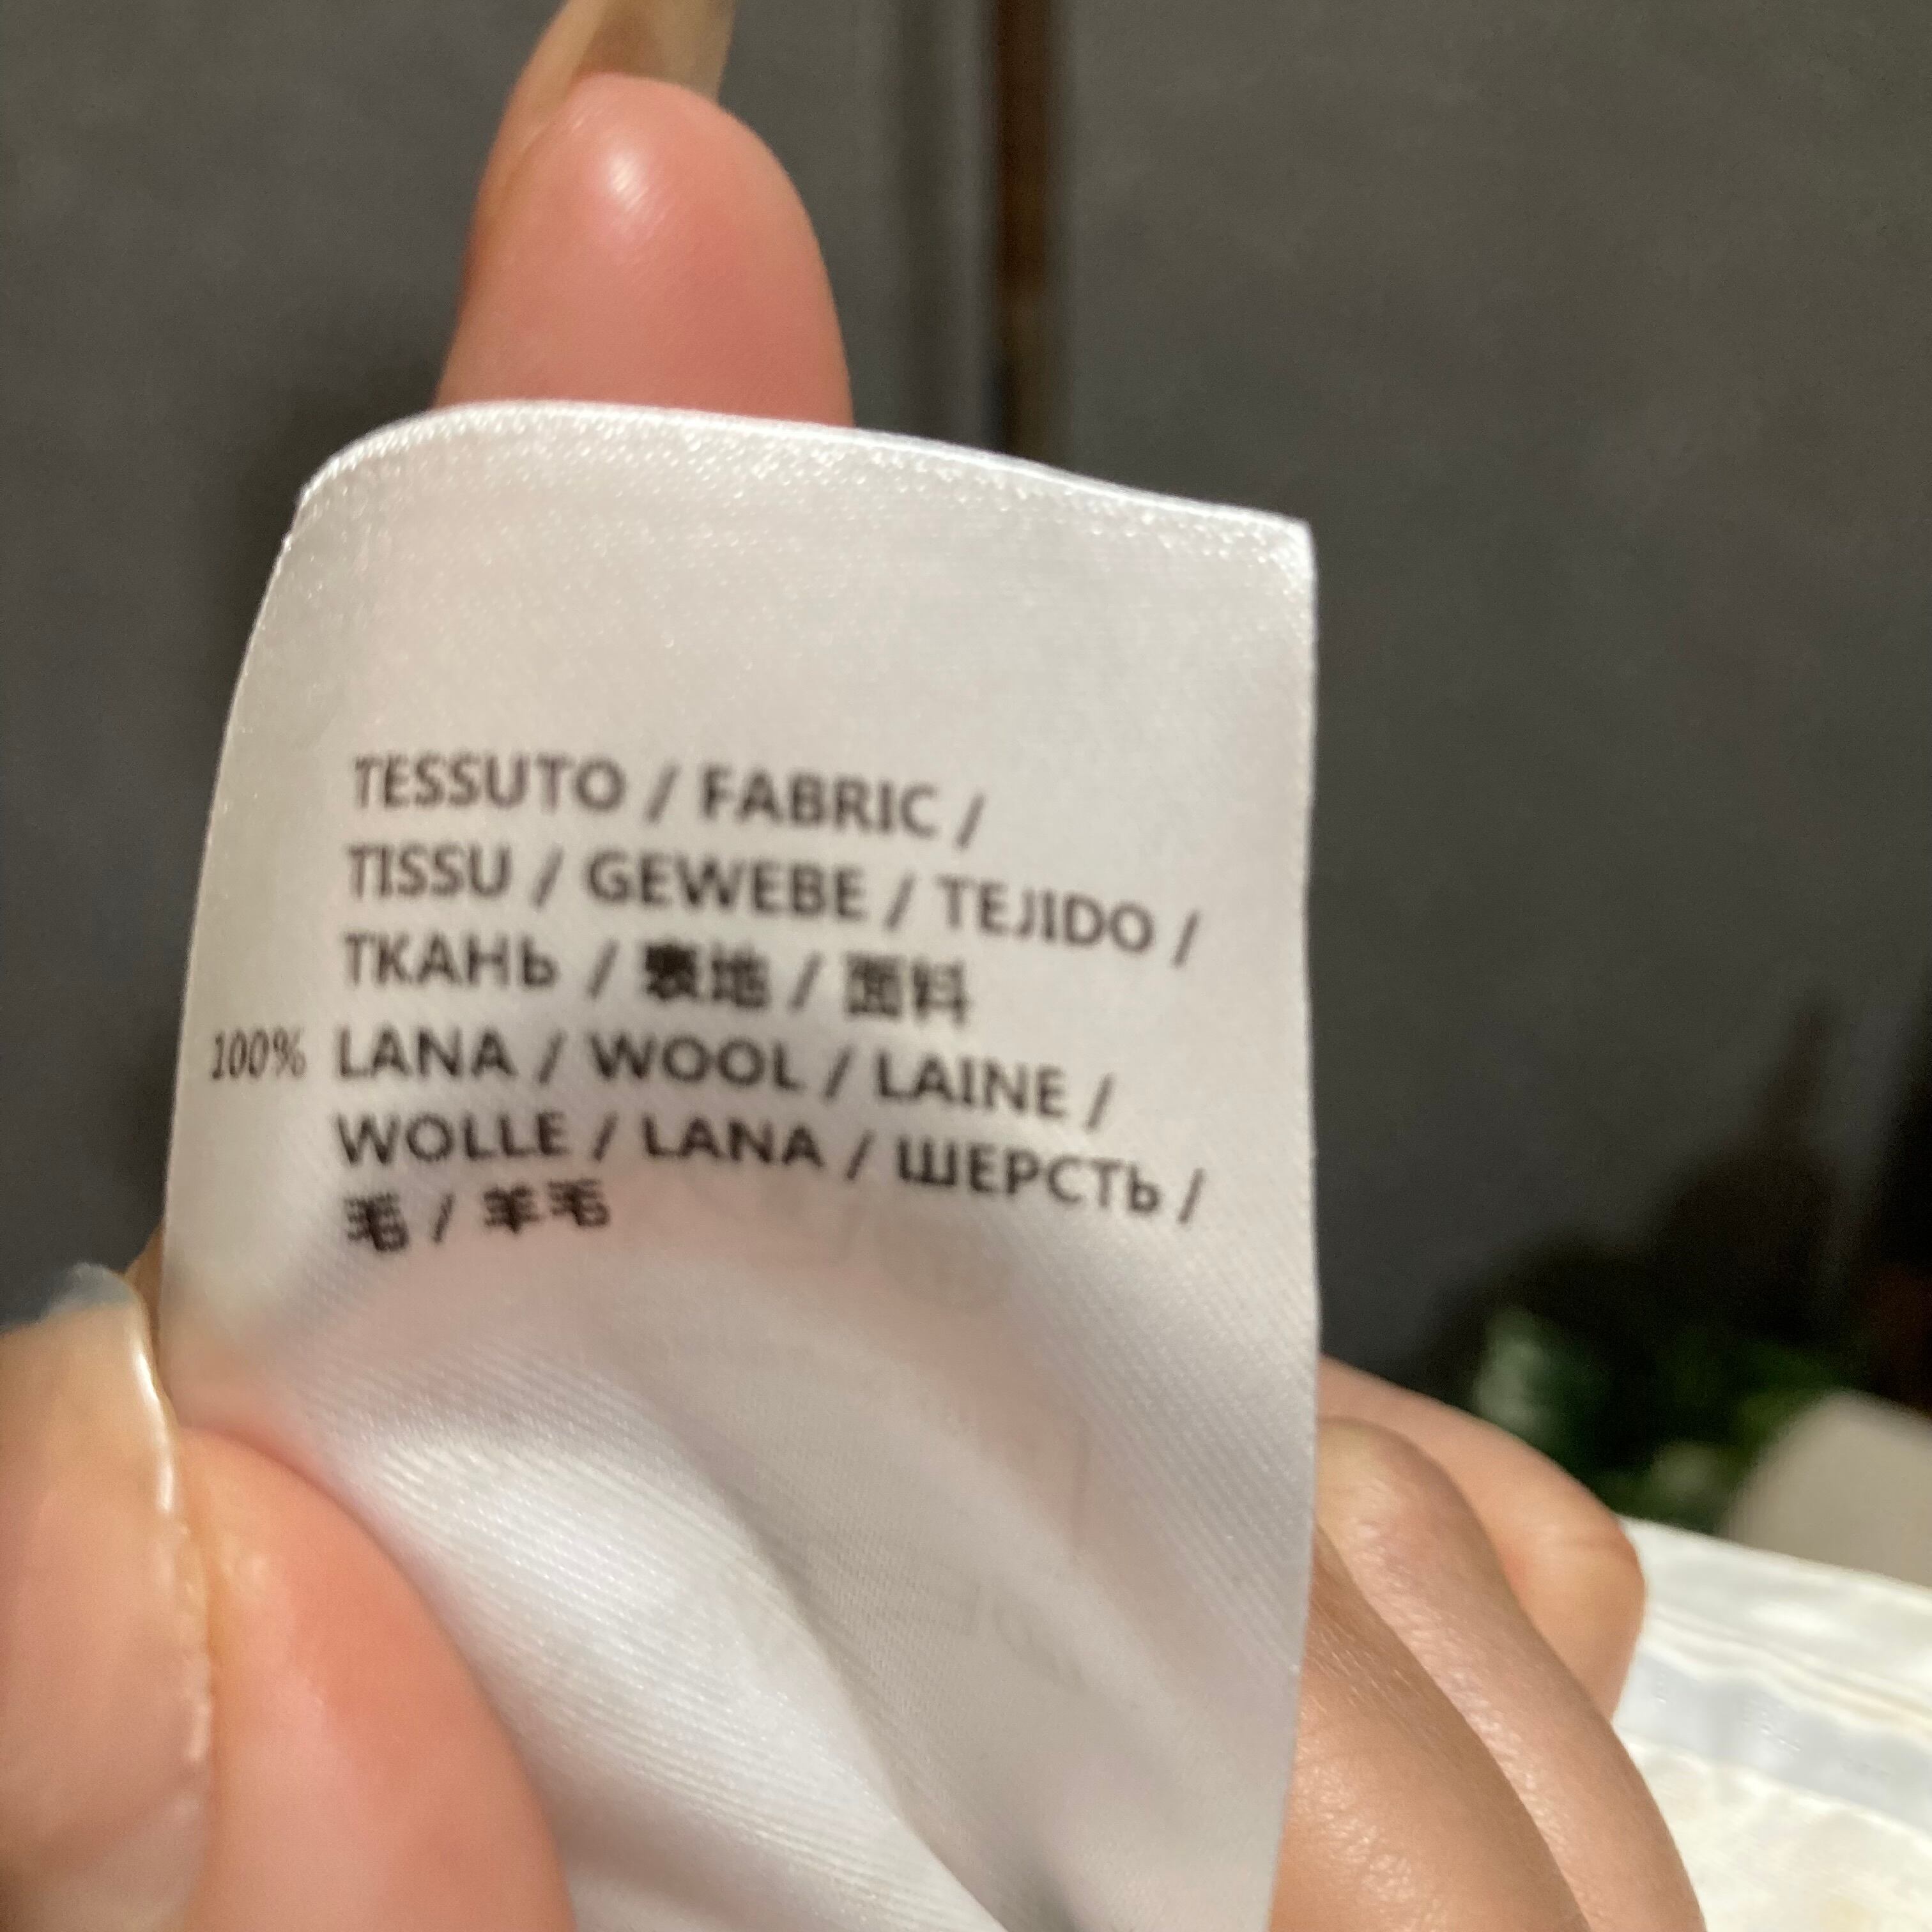 TESSUTO / FABRIC /
TISSU / GEWEBE / TEJIDO /
ТКАНЬ / 表地 / 面料
100% LANA / WOOL / LAINE /
WOLLE / LANA / ШЕРСТЬ /
毛 / 羊毛